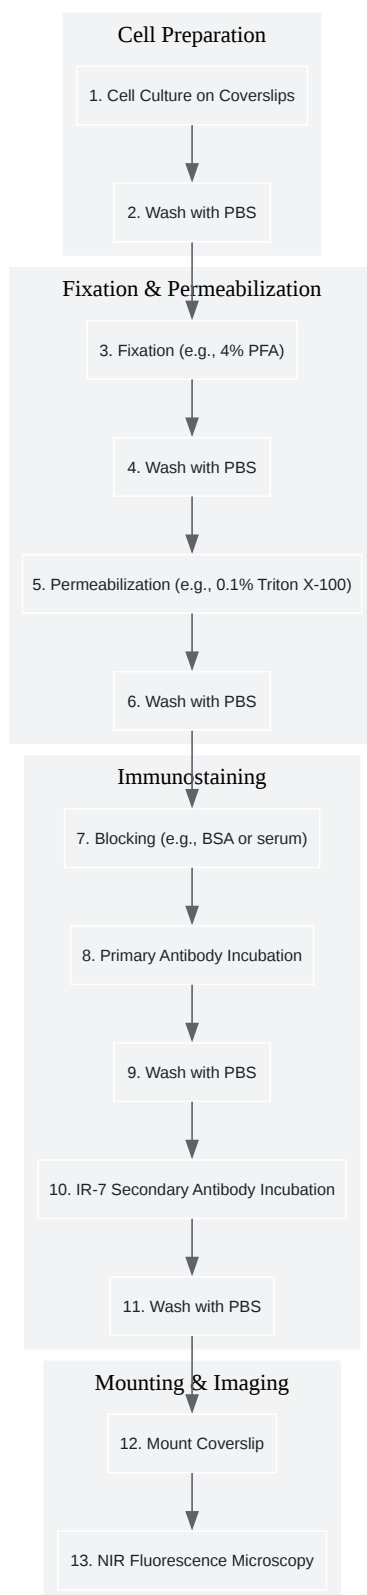 Cell Preparation
1. Cell Culture on Coverslips
2. Wash with PBS
Fixation & Permeabilization
3. Fixation (e.g., 4% PFA)
4. Wash with PBS
5. Permeabilization (e.g., 0.1% Triton X-100)
6. Wash with PBS
Immunostaining
7. Blocking (e.g., BSA or serum)
8. Primary Antibody Incubation
9. Wash with PBS
10. IR-7 Secondary Antibody Incubation
11. Wash with PBS
Mounting & Imaging
12. Mount Coverslip
13. NIR Fluorescence Microscopy